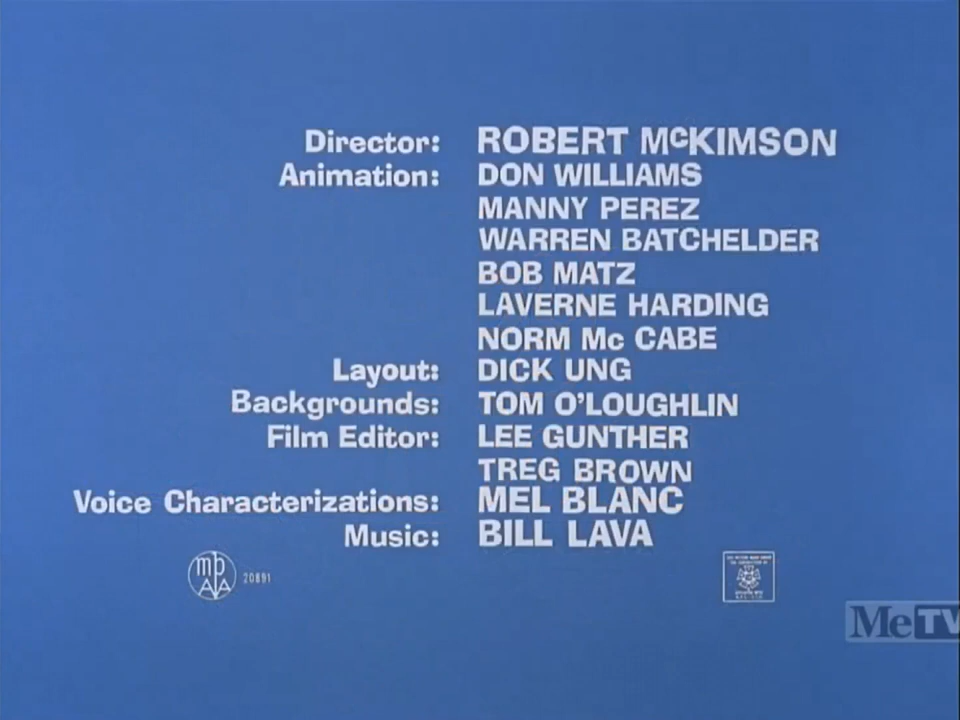 Director: ROBERT McKIMSON
Animation: DON WILLIAMS
MANNY PEREZ
WARREN BATCHELDER
BOB MATZ
LAVERNE HARDING
NORM Mc CABE
Layout: DICK UNG
Backgrounds: TOM O'LOUGHLIN
Film Editor: LEE GUNTHER
TREG BROWN
Voice Characterizations: MEL BLANC
Music: BILL LAVA
mpAA 20891
MeTV